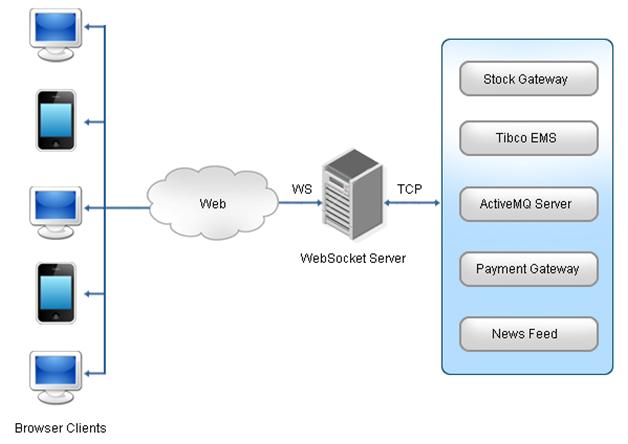 Stock Gateway
Tibco EMS
Web
WS
TCP
ActiveMQ Server
WebSocket Server
Payment Gateway
News Feed
Browser Clients